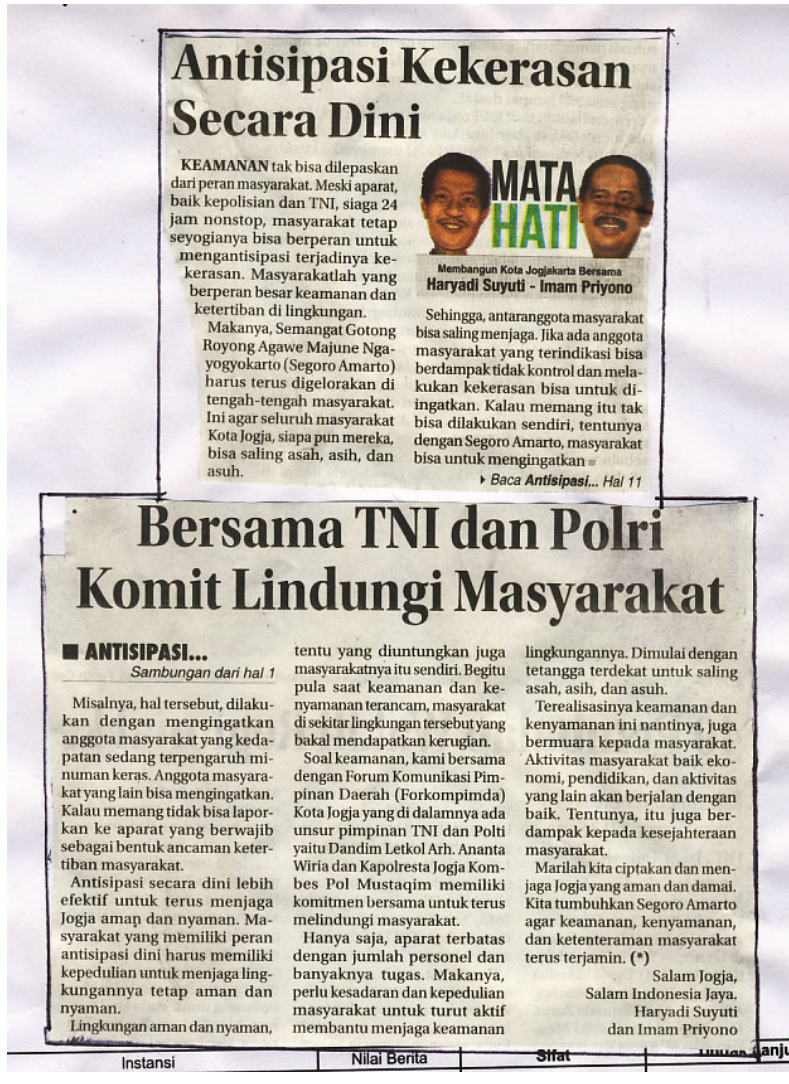 Antisipasi Kekerasan
Secara Dini
KEAMANAN tak bisa dilepaskan
dari peran masyarakat. Meski aparat,
baik kepolisian dan TNI, siaga 24
jam nonstop, masyarakat tetap
seyogianya bisa berperan untuk
mengantisipasi terjadinya ke-
kerasan. Masyarakatlah yang
berperan besar keamanan dan
ketertiban di lingkungan.
Makanya, Semangat Gotong
Royong Agawe Majune Nga-
yogyokarto (Segoro Amarto)
harus terus digelorakan di
tengah-tengah masyarakat.
Ini agar seluruh masyarakat
Kota Jogja, siapa pun mereka,
bisa saling asah, asih, dan
asuh.
MATA
HATI
Membangun Kota Jogjakarta Bersama
Haryadi Suyuti - Imam Priyono
Sehingga, antaranggota masyarakat
bisa saling menjaga. Jika ada anggota
masyarakat yang terindikasi bisa
berdampak tidak kontrol dan mela-
kukan kekerasan bisa untuk di-
ingatkan. Kalau memang itu tak
bisa dilakukan sendiri, tentunya
dengan Segoro Amarto, masyarakat
bisa untuk mengingatkan
Baca Antisipasi... Hal 11
Bersama TNI dan Polri
Komit Lindungi Masyarakat
ANTISIPASI...
Sambungan dari hal 1
Misalnya, hal tersebut, dilaku-
kan dengan mengingatkan
anggota masyarakat yang keda-
patan sedang terpengaruh mi-
numan keras. Anggota masyara-
kat yang lain bisa mengingatkan.
Kalau memang tidak bisa lapor-
kan ke aparat yang berwajib
sebagai bentuk ancaman keter-
tiban masyarakat.
Antisipasi secara dini lebih
efektif untuk terus menjaga
Jogja aman dan nyaman. Ma-
syarakat yang memiliki peran
antisipasi dini harus memiliki
kepedulian untuk menjaga ling-
kungannya tetap aman dan
nyaman.
Lingkungan aman dan nyaman,
tentu yang diuntungkan juga
masyarakatnya itu sendiri. Begitu
pula saat keamanan dan ke-
nyamanan terancam, masyarakat
di sekitar lingkungan tersebut yang
bakal mendapatkan kerugian.
Soal keamanan, kami bersama
dengan Forum Komunikasi Pim-
pinan Daerah (Forkompimda)
Kota Jogja yang di dalamnya ada
unsur pimpinan TNI dan Polti
yaitu Dandim Letkol Arh. Ananta
Wiria dan Kapolresta Jogja Kom-
bes Pol Mustaqim memiliki
komitmen bersama untuk terus
melindungi masyarakat.
Hanya saja, aparat terbatas
dengan jumlah personel dan
banyaknya tugas. Makanya,
perlu kesadaran dan kepedulian
masyarakat untuk turut aktif
membantu menjaga keamanan
lingkungannya. Dimulai dengan
tetangga terdekat untuk saling
asah, asih, dan asuh.
Terealisasinya keamanan dan
kenyamanan ini nantinya, juga
bermuara kepada masyarakat.
Aktivitas masyarakat baik eko-
nomi, pendidikan, dan aktivitas
yang lain akan berjalan dengan
baik. Tentunya, itu juga ber-
dampak kepada kesejahteraan
masyarakat.
Marilah kita ciptakan dan men-
jaga Jogja yang aman dan damai.
Kita tumbuhkan Segoro Amarto
agar keamanan, kenyamanan,
dan ketenteraman masyarakat
terus terjamin. (*)
Salam Jogja,
Salam Indonesia Jaya.
Haryadi Suyuti
dan Imam Priyono
Instansi
Nilai Berita
Sifat